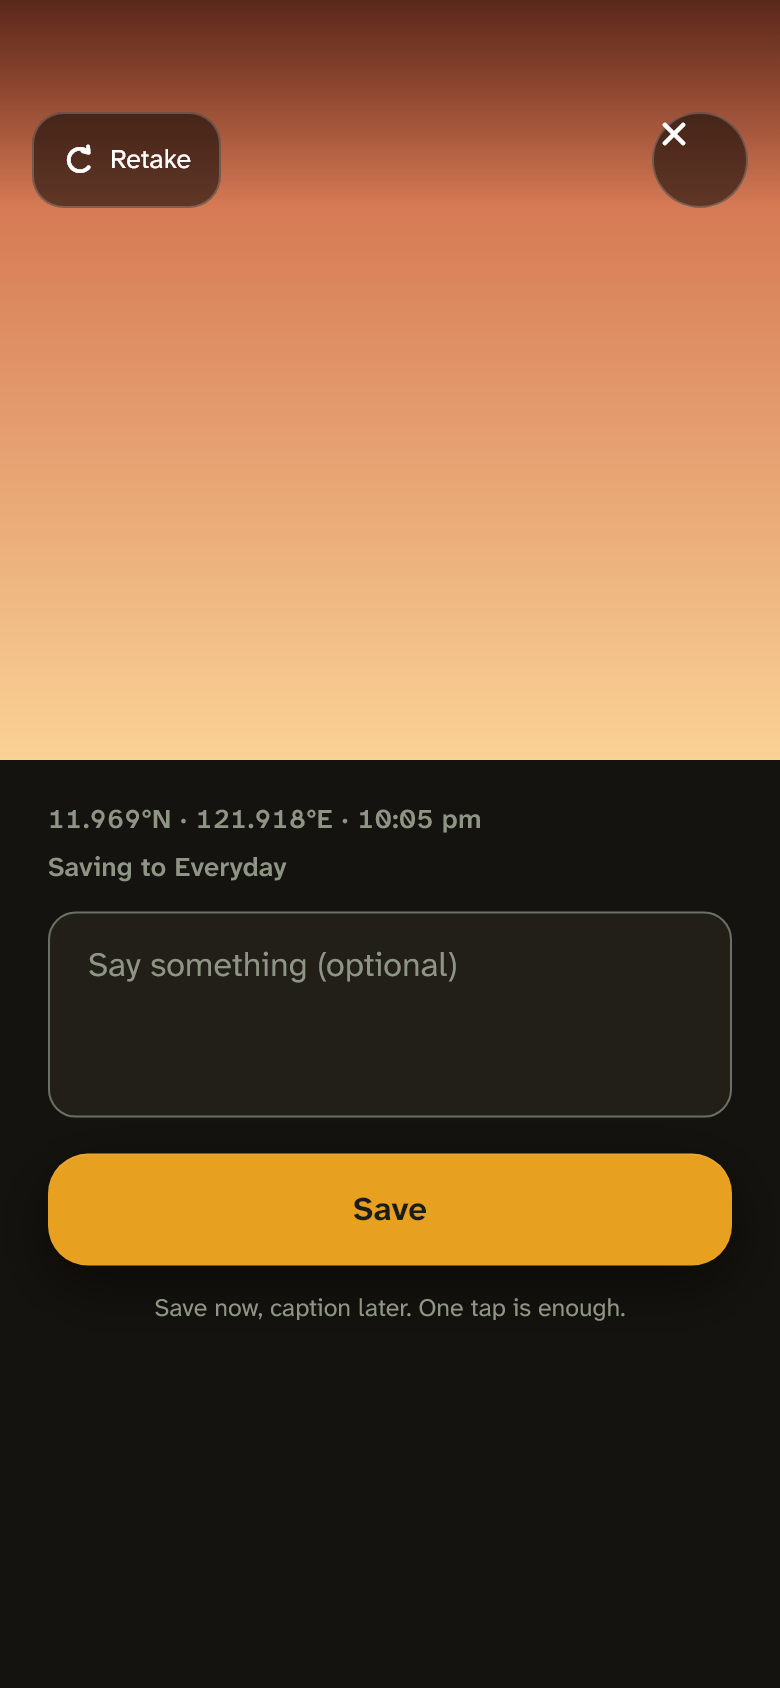 Retake
11.969°N · 121.918°E · 10:05 pm
Saving to Everyday
Say something (optional)
Save
Save now, caption later. One tap is enough.